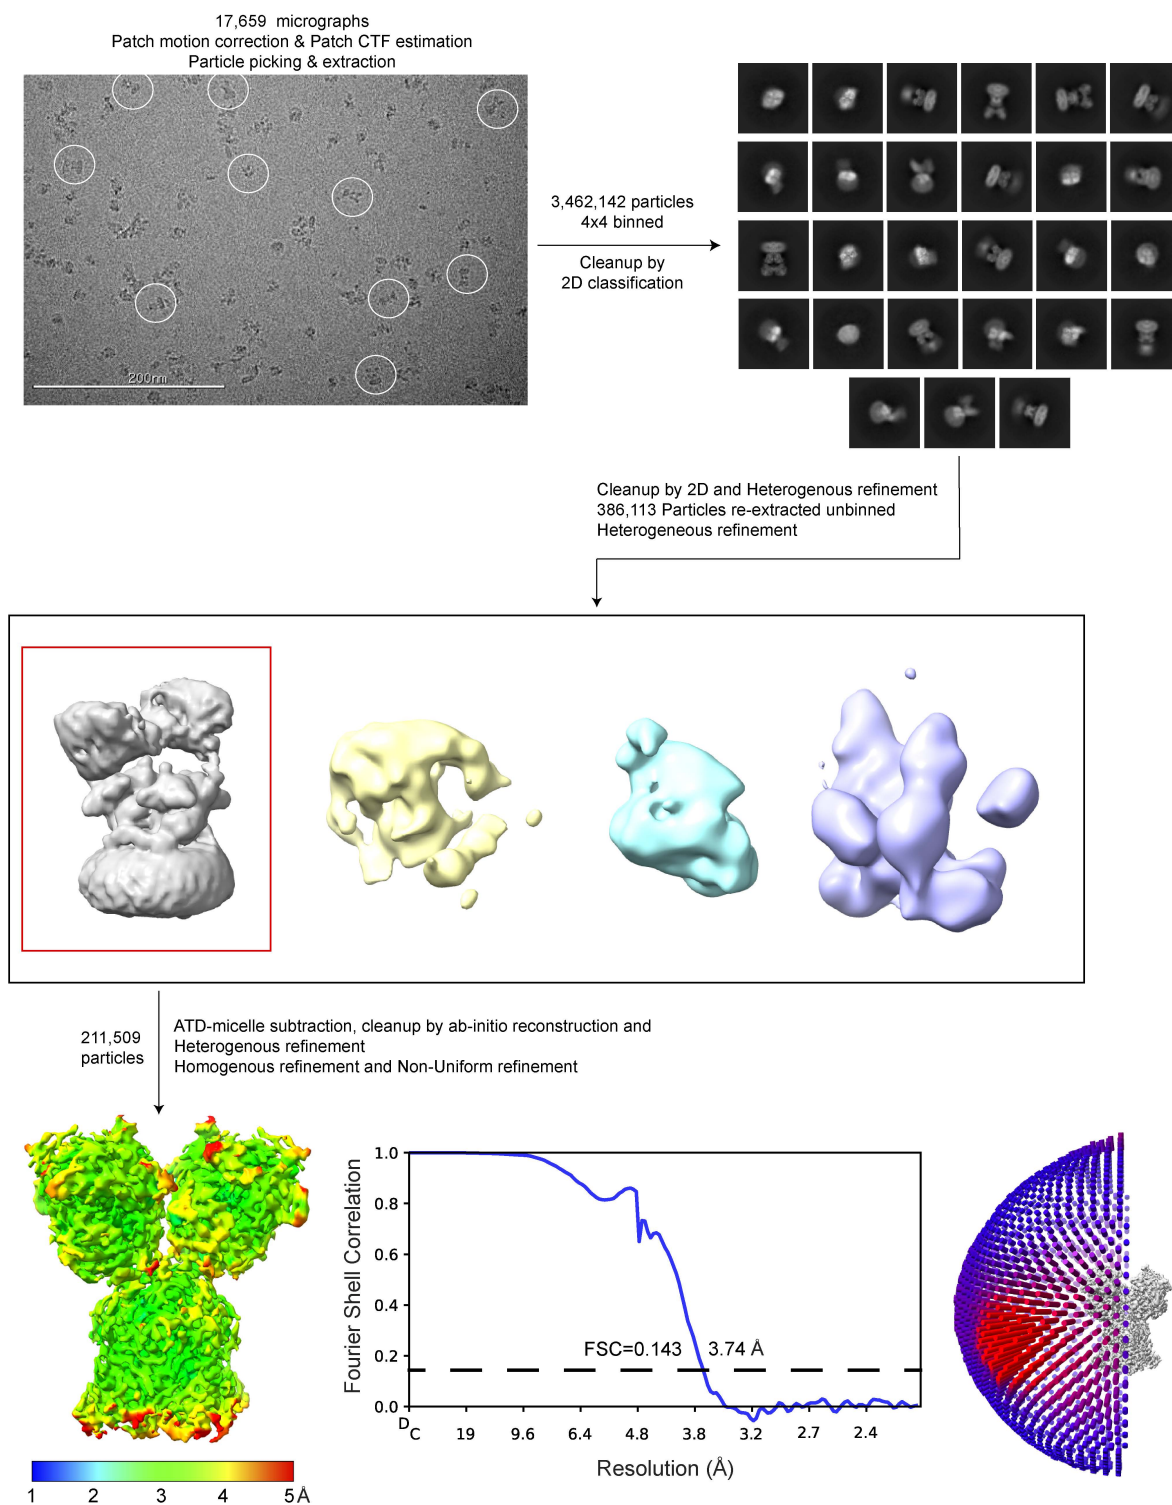 17,659 micrographs
Patch motion correction & Patch CTF estimation
Particle picking & extraction
200nm
3,462,142 particles
4x4 binned
Cleanup by
2D classification
Cleanup by 2D and Heterogenous refinement
386,113 Particles re-extracted unbinned
Heterogeneous refinement
211,509
particles
ATD-micelle subtraction, cleanup by ab-initio reconstruction and
Heterogenous refinement
Homogenous refinement and Non-Uniform refinement
1 2 3 4 5 Å
Fourier Shell Correlation
1.0
0.8
0.6
0.4
0.2
0.0
FSC=0.143 3.74 Å
DC 19 9.6 6.4 4.8 3.8 3.2 2.7 2.4
Resolution (Å)